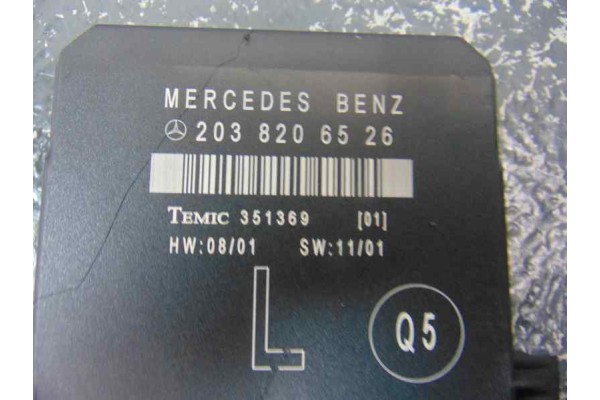 MERCEDES BENZ
203 820 65 26
TEMIC 351369 [01]
HW:08/01 SW:11/01
L
Q5